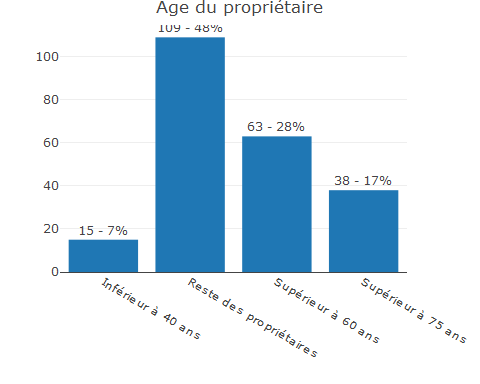 Age du propriétaire
109 - 48%
100
80
60
40
20
0
15 - 7%
63 - 28%
38 - 17%
Inférieur à 40 ans
Reste des propriétaires
Supérieur à 60 ans
Supérieur à 75 ans